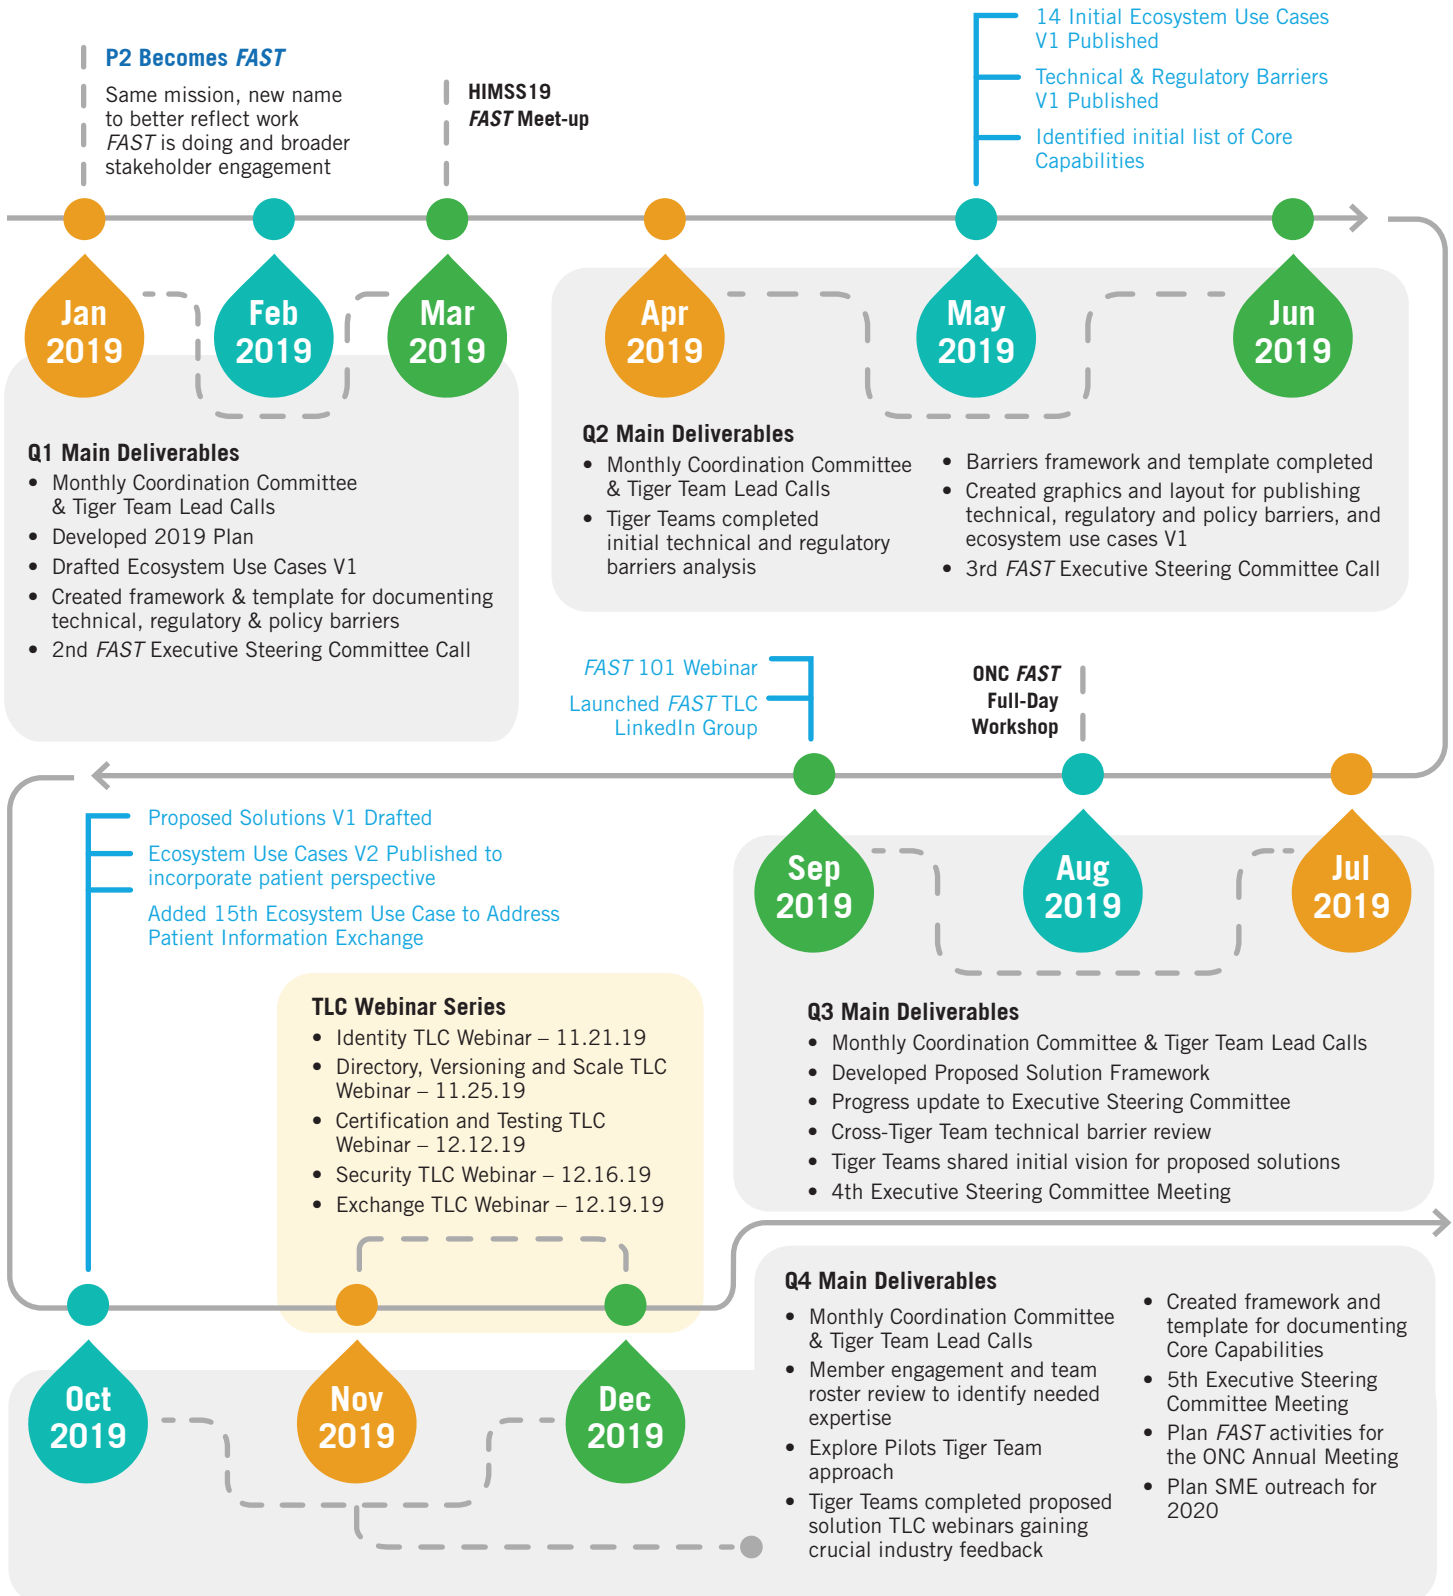 P2 Becomes FAST
Same mission, new name
to better reflect work
FAST is doing and broader
stakeholder engagement
HIMSS19
FAST Meet-up
14 Initial Ecosystem Use Cases
V1 Published
Technical & Regulatory Barriers
V1 Published
Identified initial list of Core
Capabilities
Jan
2019
Feb
2019
Mar
2019
Apr
2019
May
2019
Jun
2019
Q1 Main Deliverables
• Monthly Coordination Committee
& Tiger Team Lead Calls
• Developed 2019 Plan
• Drafted Ecosystem Use Cases V1
• Created framework & template for documenting
technical, regulatory & policy barriers
• 2nd FAST Executive Steering Committee Call
Q2 Main Deliverables
• Monthly Coordination Committee
& Tiger Team Lead Calls
• Tiger Teams completed
initial technical and regulatory
barriers analysis
• Barriers framework and template completed
• Created graphics and layout for publishing
technical, regulatory and policy barriers, and
ecosystem use cases V1
• 3rd FAST Executive Steering Committee Call
FAST 101 Webinar
Launched FAST TLC
LinkedIn Group
ONC FAST
Full-Day
Workshop
Sep
2019
Aug
2019
Jul
2019
Q3 Main Deliverables
• Monthly Coordination Committee & Tiger Team Lead Calls
• Developed Proposed Solution Framework
• Progress update to Executive Steering Committee
• Cross-Tiger Team technical barrier review
• Tiger Teams shared initial vision for proposed solutions
• 4th Executive Steering Committee Meeting
Proposed Solutions V1 Drafted
Ecosystem Use Cases V2 Published to
incorporate patient perspective
Added 15th Ecosystem Use Case to Address
Patient Information Exchange
TLC Webinar Series
• Identity TLC Webinar – 11.21.19
• Directory, Versioning and Scale TLC
Webinar – 11.25.19
• Certification and Testing TLC
Webinar – 12.12.19
• Security TLC Webinar – 12.16.19
• Exchange TLC Webinar – 12.19.19
Oct
2019
Nov
2019
Dec
2019
Q4 Main Deliverables
• Monthly Coordination Committee
& Tiger Team Lead Calls
• Member engagement and team
roster review to identify needed
expertise
• Explore Pilots Tiger Team
approach
• Tiger Teams completed proposed
solution TLC webinars gaining
crucial industry feedback
• Created framework and
template for documenting
Core Capabilities
• 5th Executive Steering
Committee Meeting
• Plan FAST activities for
the ONC Annual Meeting
• Plan SME outreach for
2020